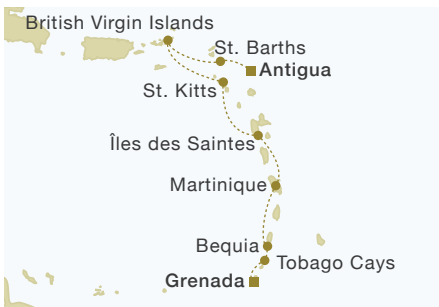 British Virgin Islands
St. Barths
Antigua
St. Kitts
Îles des Saintes
Martinique
Bequia
Tobago Cays
Grenada